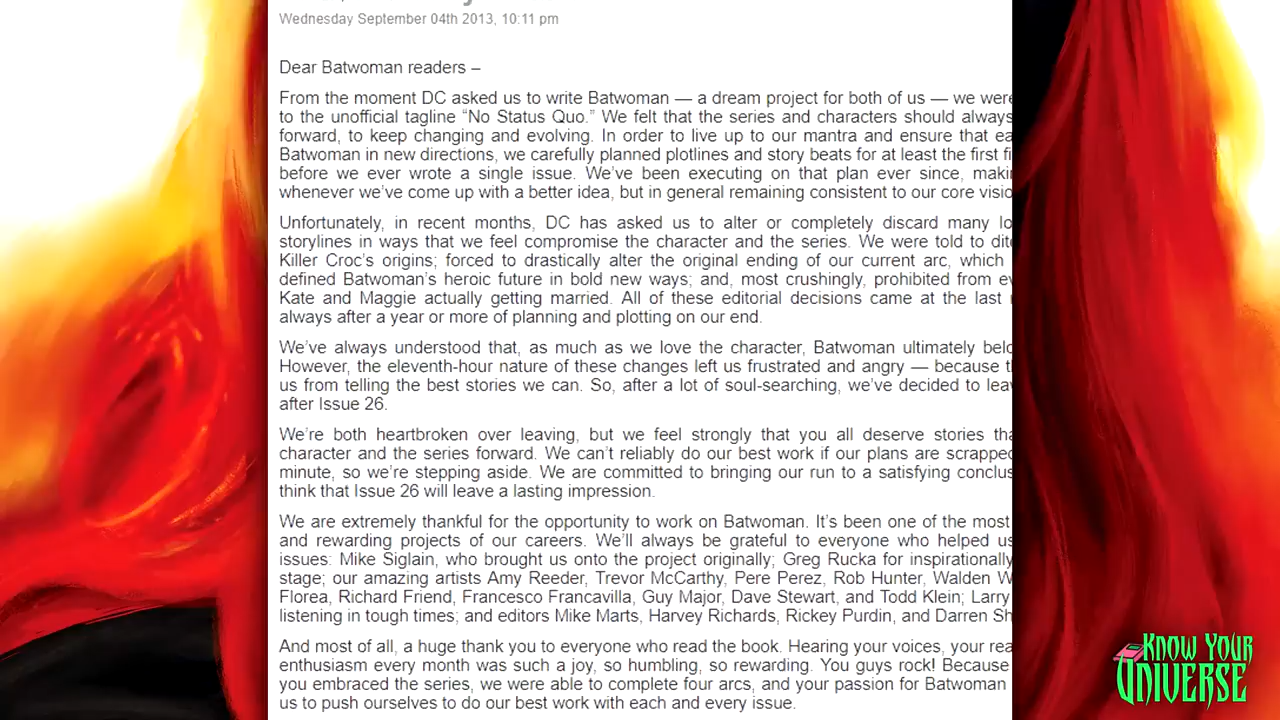 Wednesday September 04th 2013, 10:11 pm
Dear Batwoman readers –
From the moment DC asked us to write Batwoman — a dream project for both of us — we were
to the unofficial tagline “No Status Quo.” We felt that the series and characters should always
forward, to keep changing and evolving. In order to live up to our mantra and ensure that
Batwoman in new directions, we carefully planned plotlines and story beats for at least the first
before we ever wrote a single issue. We’ve been executing on that plan ever since,
whenever we’ve come up with a better idea, but in general remaining consistent to our core
Unfortunately, in recent months, DC has asked us to alter or completely discard many
storylines in ways that we feel compromise the character and the series. We were told to
Killer Croc’s origins; forced to drastically alter the original ending of our current arc, which
defined Batwoman’s heroic future in bold new ways; and, most crushingly, prohibited from
Kate and Maggie actually getting married. All of these editorial decisions came at the last
always after a year or more of planning and plotting on our end.
We’ve always understood that, as much as we love the character, Batwoman ultimately
However, the eleventh-hour nature of these changes left us frustrated and angry — because
us from telling the best stories we can. So, after a lot of soul-searching, we’ve decided to
after Issue 26.
We’re both heartbroken over leaving, but we feel strongly that you all deserve stories
character and the series forward. We can’t reliably do our best work if our plans are
minute, so we’re stepping aside. We are committed to bringing our run to a satisfying
think that Issue 26 will leave a lasting impression.
We are extremely thankful for the opportunity to work on Batwoman. It’s been one of the most
and rewarding projects of our careers. We’ll always be grateful to everyone who helped us
issues: Mike Siglain, who brought us onto the project originally; Greg Rucka for inspirationally
stage; our amazing artists Amy Reeder, Trevor McCarthy, Pere Perez, Rob Hunter, Walden
Florea, Richard Friend, Francesco Francavilla, Guy Major, Dave Stewart, and Todd Klein; Larry
listening in tough times; and editors Mike Marts, Harvey Richards, Rickey Purdin, and Darren
And most of all, a huge thank you to everyone who read the book. Hearing your voices, your
enthusiasm every month was such a joy, so humbling, so rewarding. You guys rock! Because
you embraced the series, we were able to complete four arcs, and your passion for Batwoman
us to push ourselves to do our best work with each and every issue.
KNOW YOUR
UNIVERSE